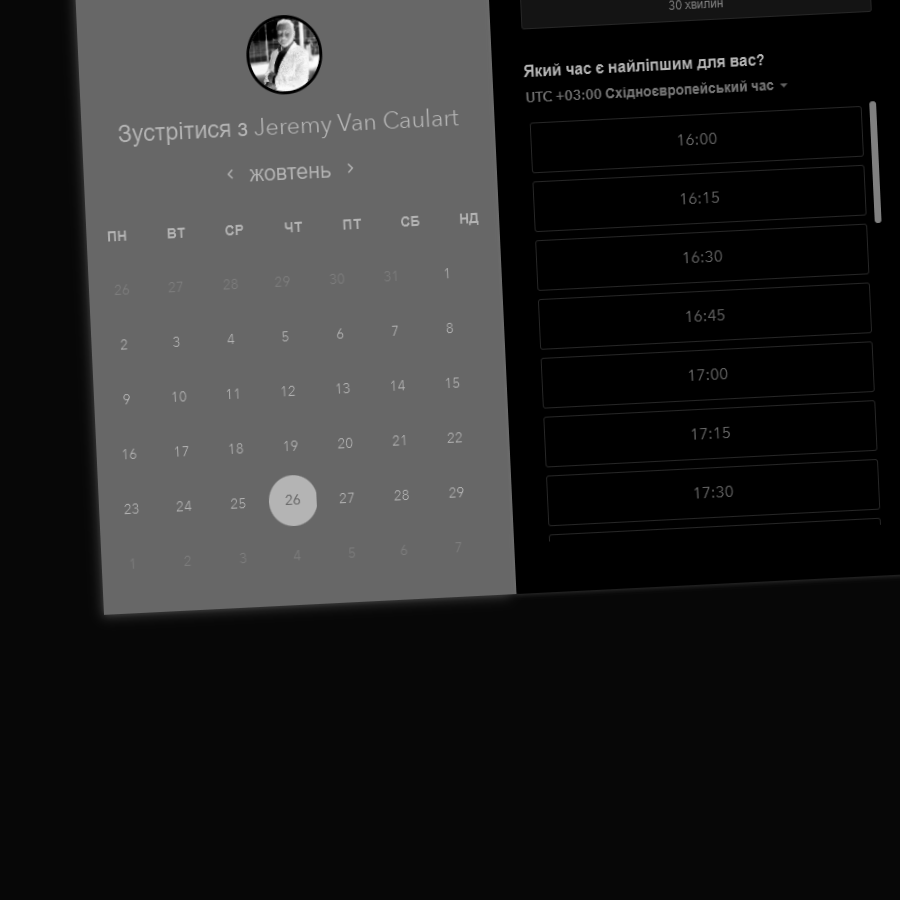 Зустрітися з Jeremy Van Caulart
жовтень
ПН ВТ СР ЧТ ПТ СБ НД
26 27 28 29 30 31 1
2 3 4 5 6 7 8
9 10 11 12 13 14 15
16 17 18 19 20 21 22
23 24 25 26 27 28 29
1 2 3 4 5 6 7
30 хвилин
Який час є найліпшим для вас?
UTC +03:00 Східноєвропейський час
16:00
16:15
16:30
16:45
17:00
17:15
17:30